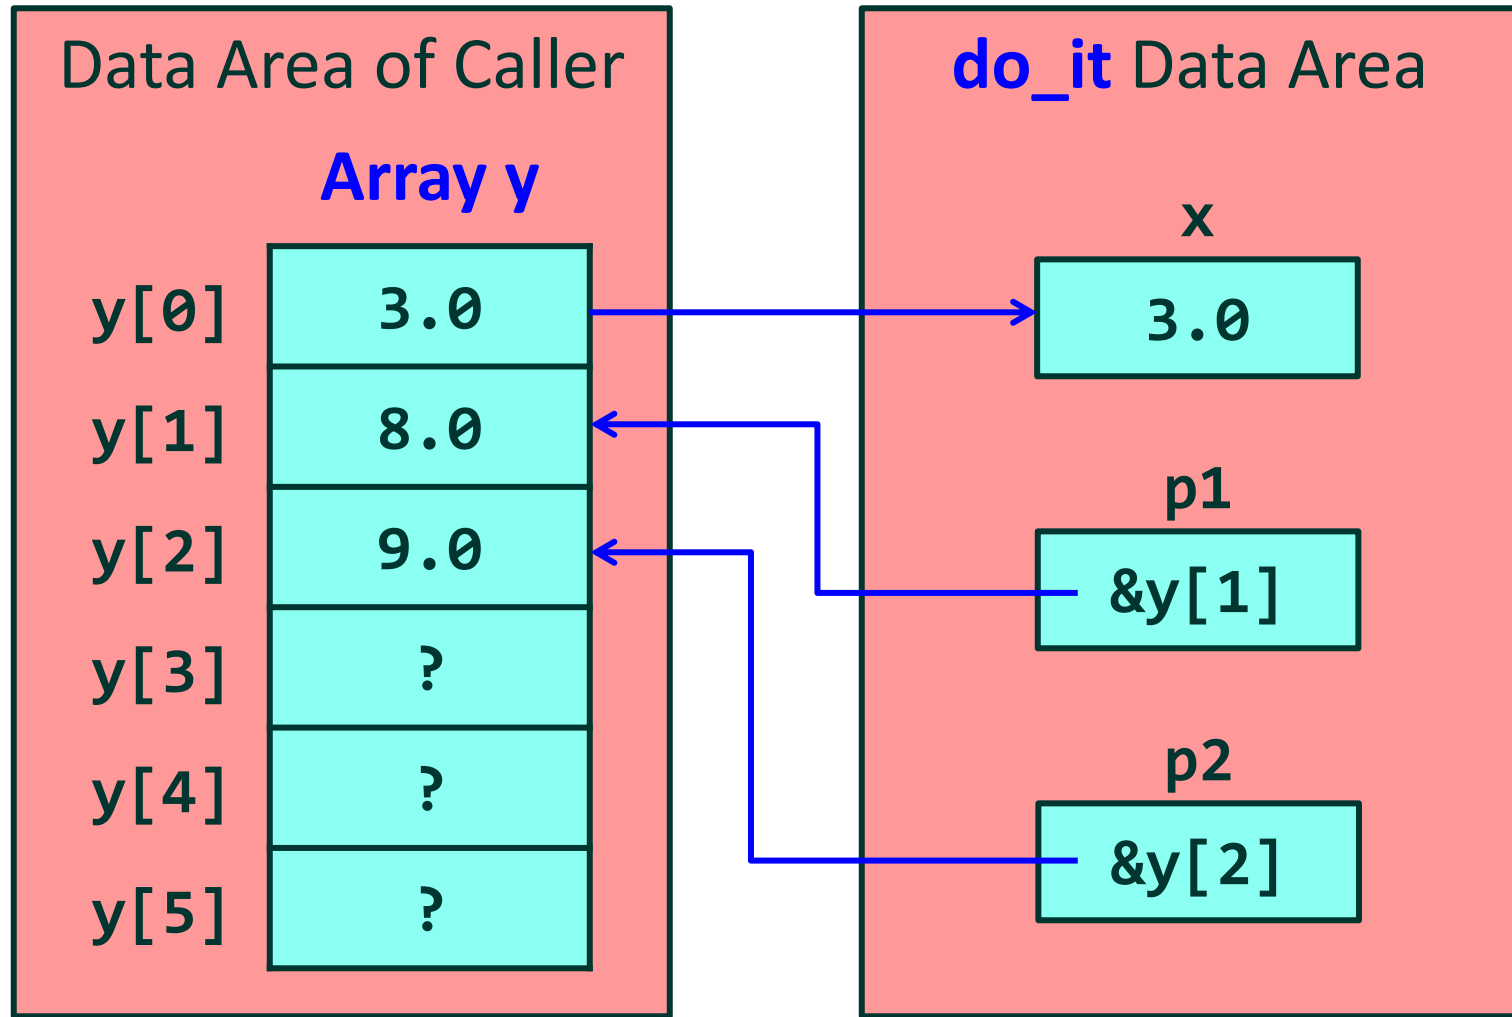 Data Area of Caller
Array y
y[0] 3.0
y[1] 8.0
y[2] 9.0
y[3] ?
y[4] ?
y[5] ?
do_it Data Area
x
3.0
p1
&y[1]
p2
&y[2]